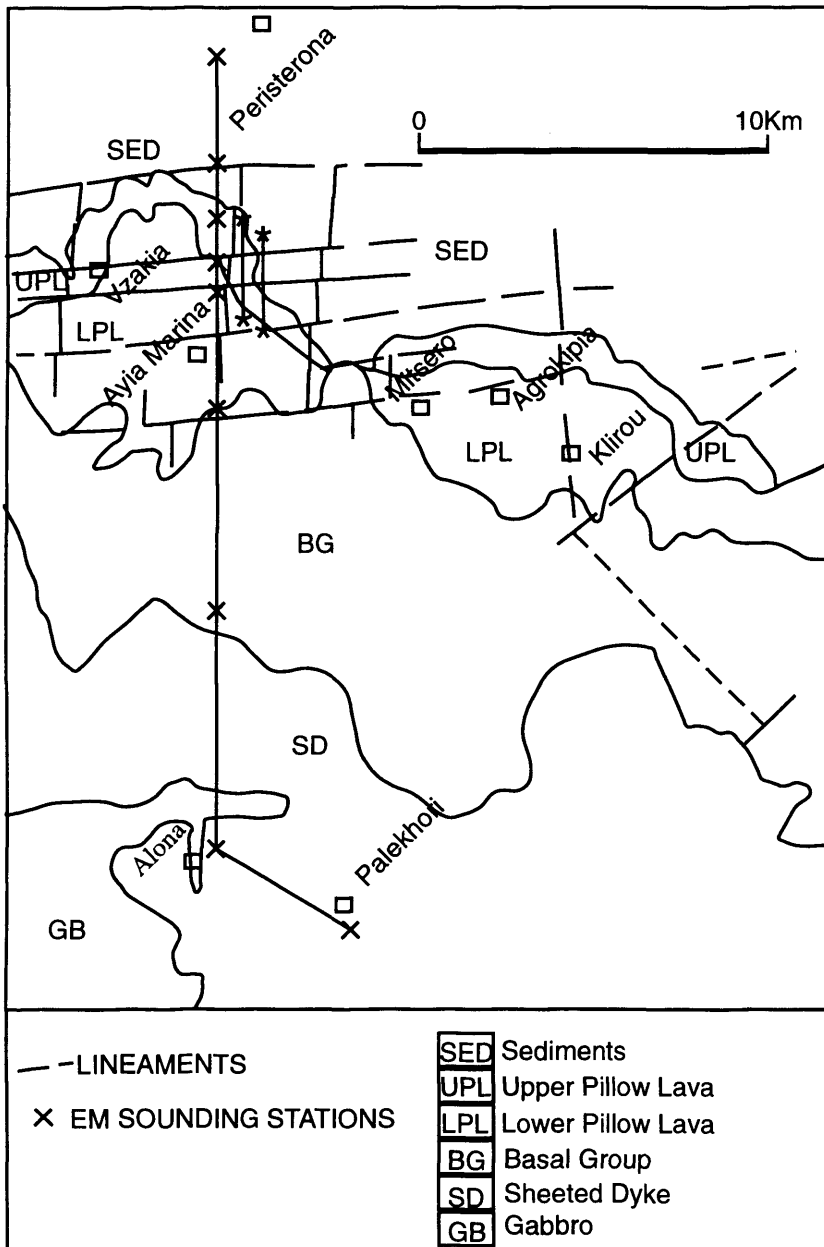 Peristerona
0 10Km
SED
SED
UPL
Vzakia
LPL
Ayia Marina
Mitsero
Agrokipia
LPL
Klirou
UPL
BG
SD
Alona
Palekhori
GB
LINEAMENTS
× EM SOUNDING STATIONS
SED Sediments
UPL Upper Pillow Lava
LPL Lower Pillow Lava
BG Basal Group
SD Sheeted Dyke
GB Gabbro